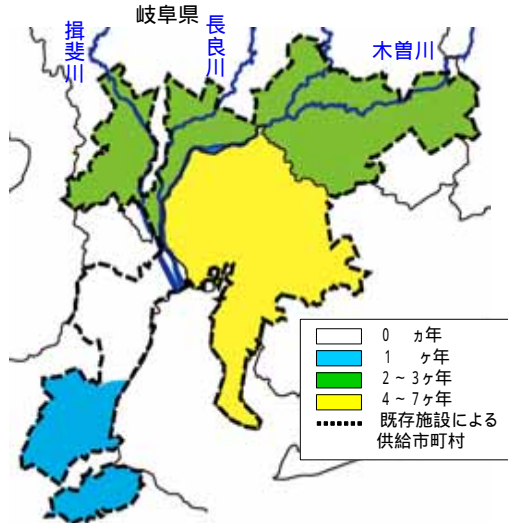 岐阜県
揖斐川
長良川
木曽川
0 ヵ年
1 ヶ年
2~3ヶ年
4~7ヶ年
既存施設による
供給市町村